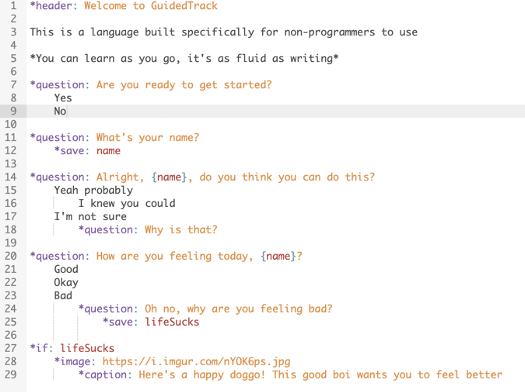 1 *header: Welcome to GuidedTrack
2
3 This is a language built specifically for non-programmers to use
4
5 *You can learn as you go, it's as fluid as writing*
6
7 *question: Are you ready to get started?
8 Yes
9 No
10
11 *question: What's your name?
12 *save: name
13
14 *question: Alright, {name}, do you think you can do this?
15 Yeah probably
16 I knew you could
17 I'm not sure
18 *question: Why is that?
19
20 *question: How are you feeling today, {name}?
21 Good
22 Okay
23 Bad
24 *question: Oh no, why are you feeling bad?
25 *save: lifeSucks
26
27 *if: lifeSucks
28 *image: https://i.imgur.com/nYOK6ps.jpg
29 *caption: Here's a happy doggo! This good boi wants you to feel better